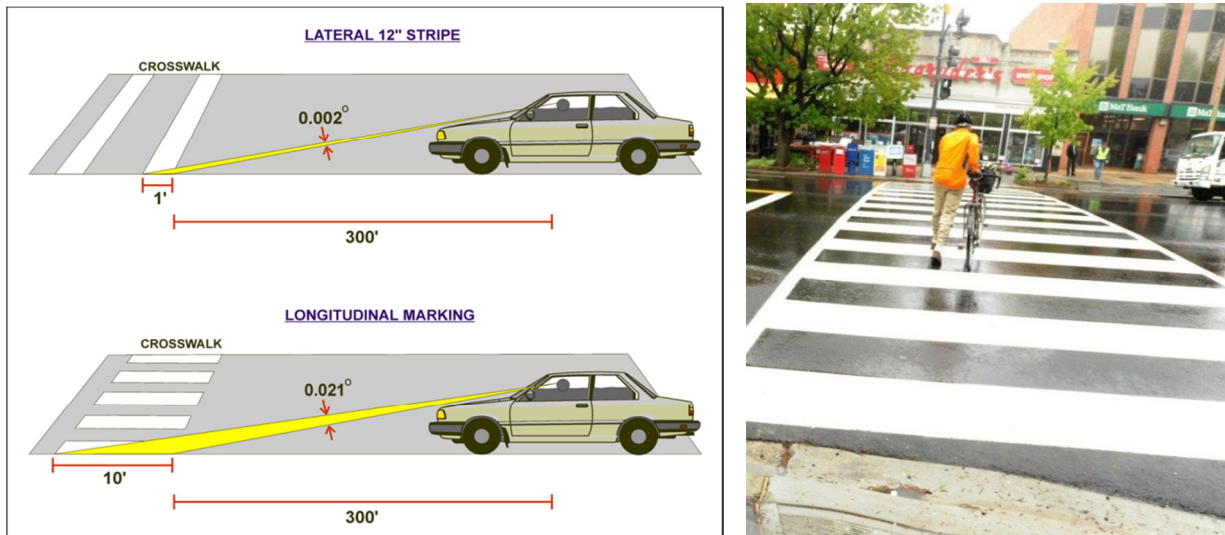 LATERAL 12" STRIPE
CROSSWALK
0.002°
1'
300'
LONGITUDINAL MARKING
CROSSWALK
0.021°
10'
300'
M&T Bank
M&T